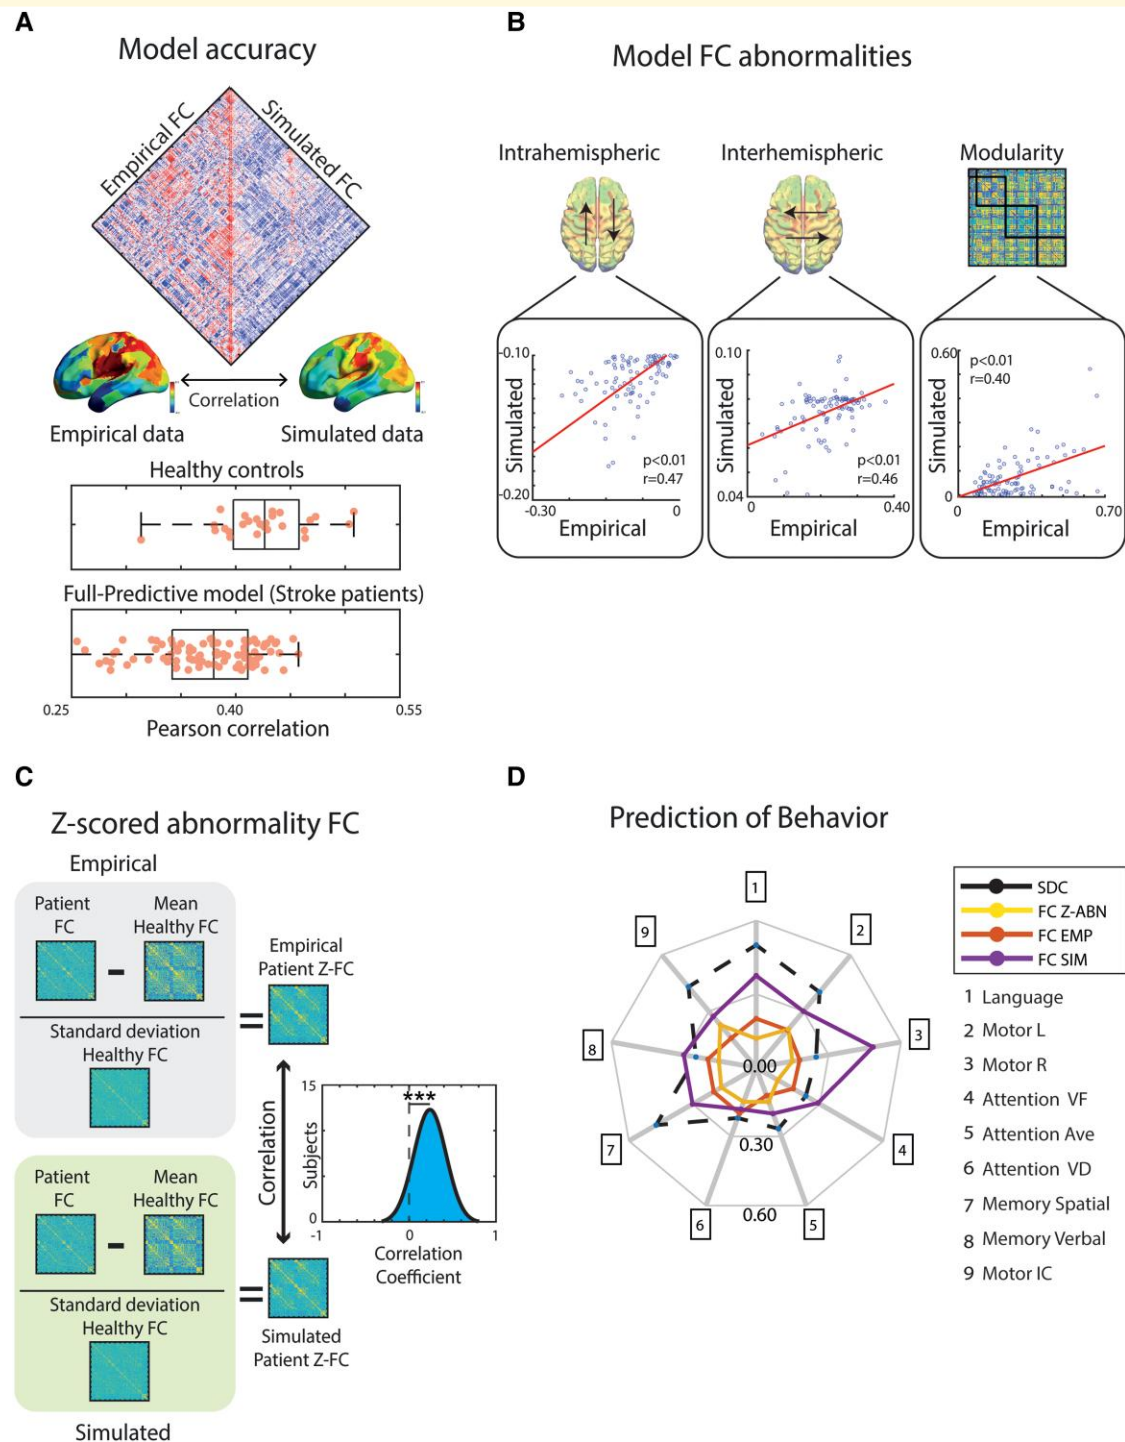 A
Model accuracy
Empirical FC
Simulated FC
Correlation
Empirical data
Simulated data
Healthy controls
Full-Predictive model (Stroke patients)
0.25
0.40
0.55
Pearson correlation
B
Model FC abnormalities
Intrahemispheric
Interhemispheric
Modularity
-0.10
Simulated
-0.20
p<0.01
r=0.47
-0.30
0
Empirical
0.10
Simulated
0.04
p<0.01
r=0.46
0
0.40
Empirical
0.60
p<0.01
r=0.40
Simulated
0
0
0.70
Empirical
C
Z-scored abnormality FC
Empirical
Patient
FC
Mean
Healthy FC
-
Standard deviation
Healthy FC
=
Empirical
Patient Z-FC
Correlation
15
Subjects
0
***
-1
0
1
Correlation
Coefficient
Patient
FC
Mean
Healthy FC
-
Standard deviation
Healthy FC
=
Simulated
Patient Z-FC
Simulated
D
Prediction of Behavior
1
2
3
4
5
6
7
8
9
0.00
0.30
0.60
SDC
FC Z-ABN
FC EMP
FC SIM
1 Language
2 Motor L
3 Motor R
4 Attention VF
5 Attention Ave
6 Attention VD
7 Memory Spatial
8 Memory Verbal
9 Motor IC